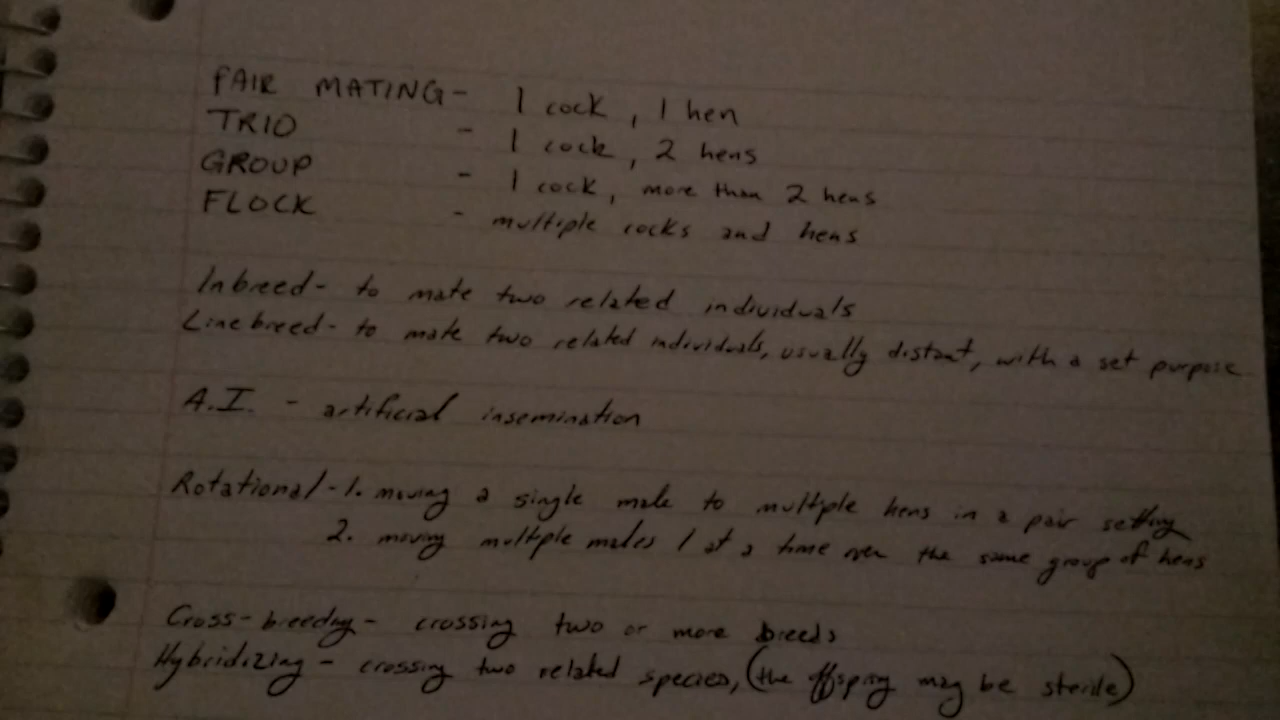 PAIR MATING - 1 cock, 1 hen
TRIO - 1 cock, 2 hens
GROUP - 1 cock, more than 2 hens
FLOCK - multiple cocks and hens
Inbreed - to mate two related individuals
Linebreed - to mate two related individuals, usually distant, with a set purpose
A.I. - artificial insemination
Rotational - 1. moving a single male to multiple hens in a pair setting
2. moving multiple males 1 at a time over the same group of hens
Cross-breeding - crossing two or more breeds
Hybridizing - crossing two related species, (the offspring may be sterile)